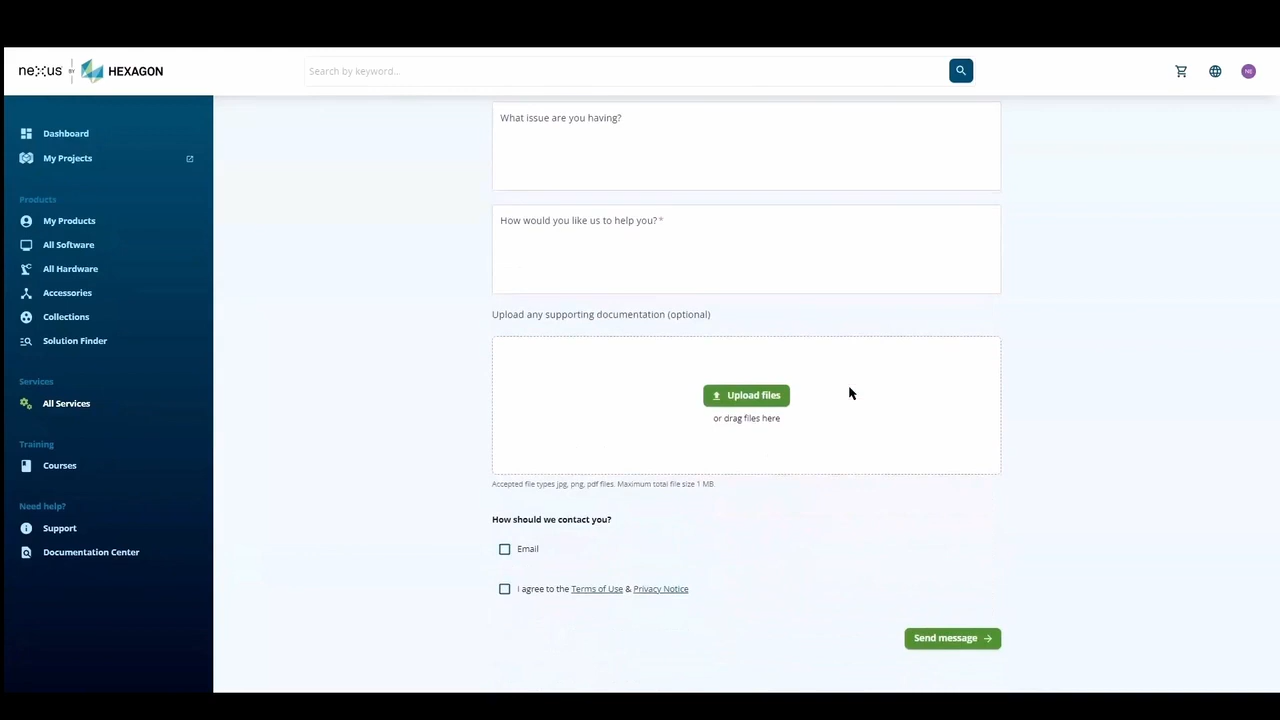 nexus BY HEXAGON
Search by keyword...
NE
Dashboard
My Projects
Products
My Products
All Software
All Hardware
Accessories
Collections
Solution Finder
Services
All Services
Training
Courses
Need help?
Support
Documentation Center
What issue are you having?
How would you like us to help you? *
Upload any supporting documentation (optional)
Upload files
or drag files here
Accepted file types jpg, png, pdf files. Maximum total file size 1 MB.
How should we contact you?
Email
I agree to the Terms of Use & Privacy Notice
Send message